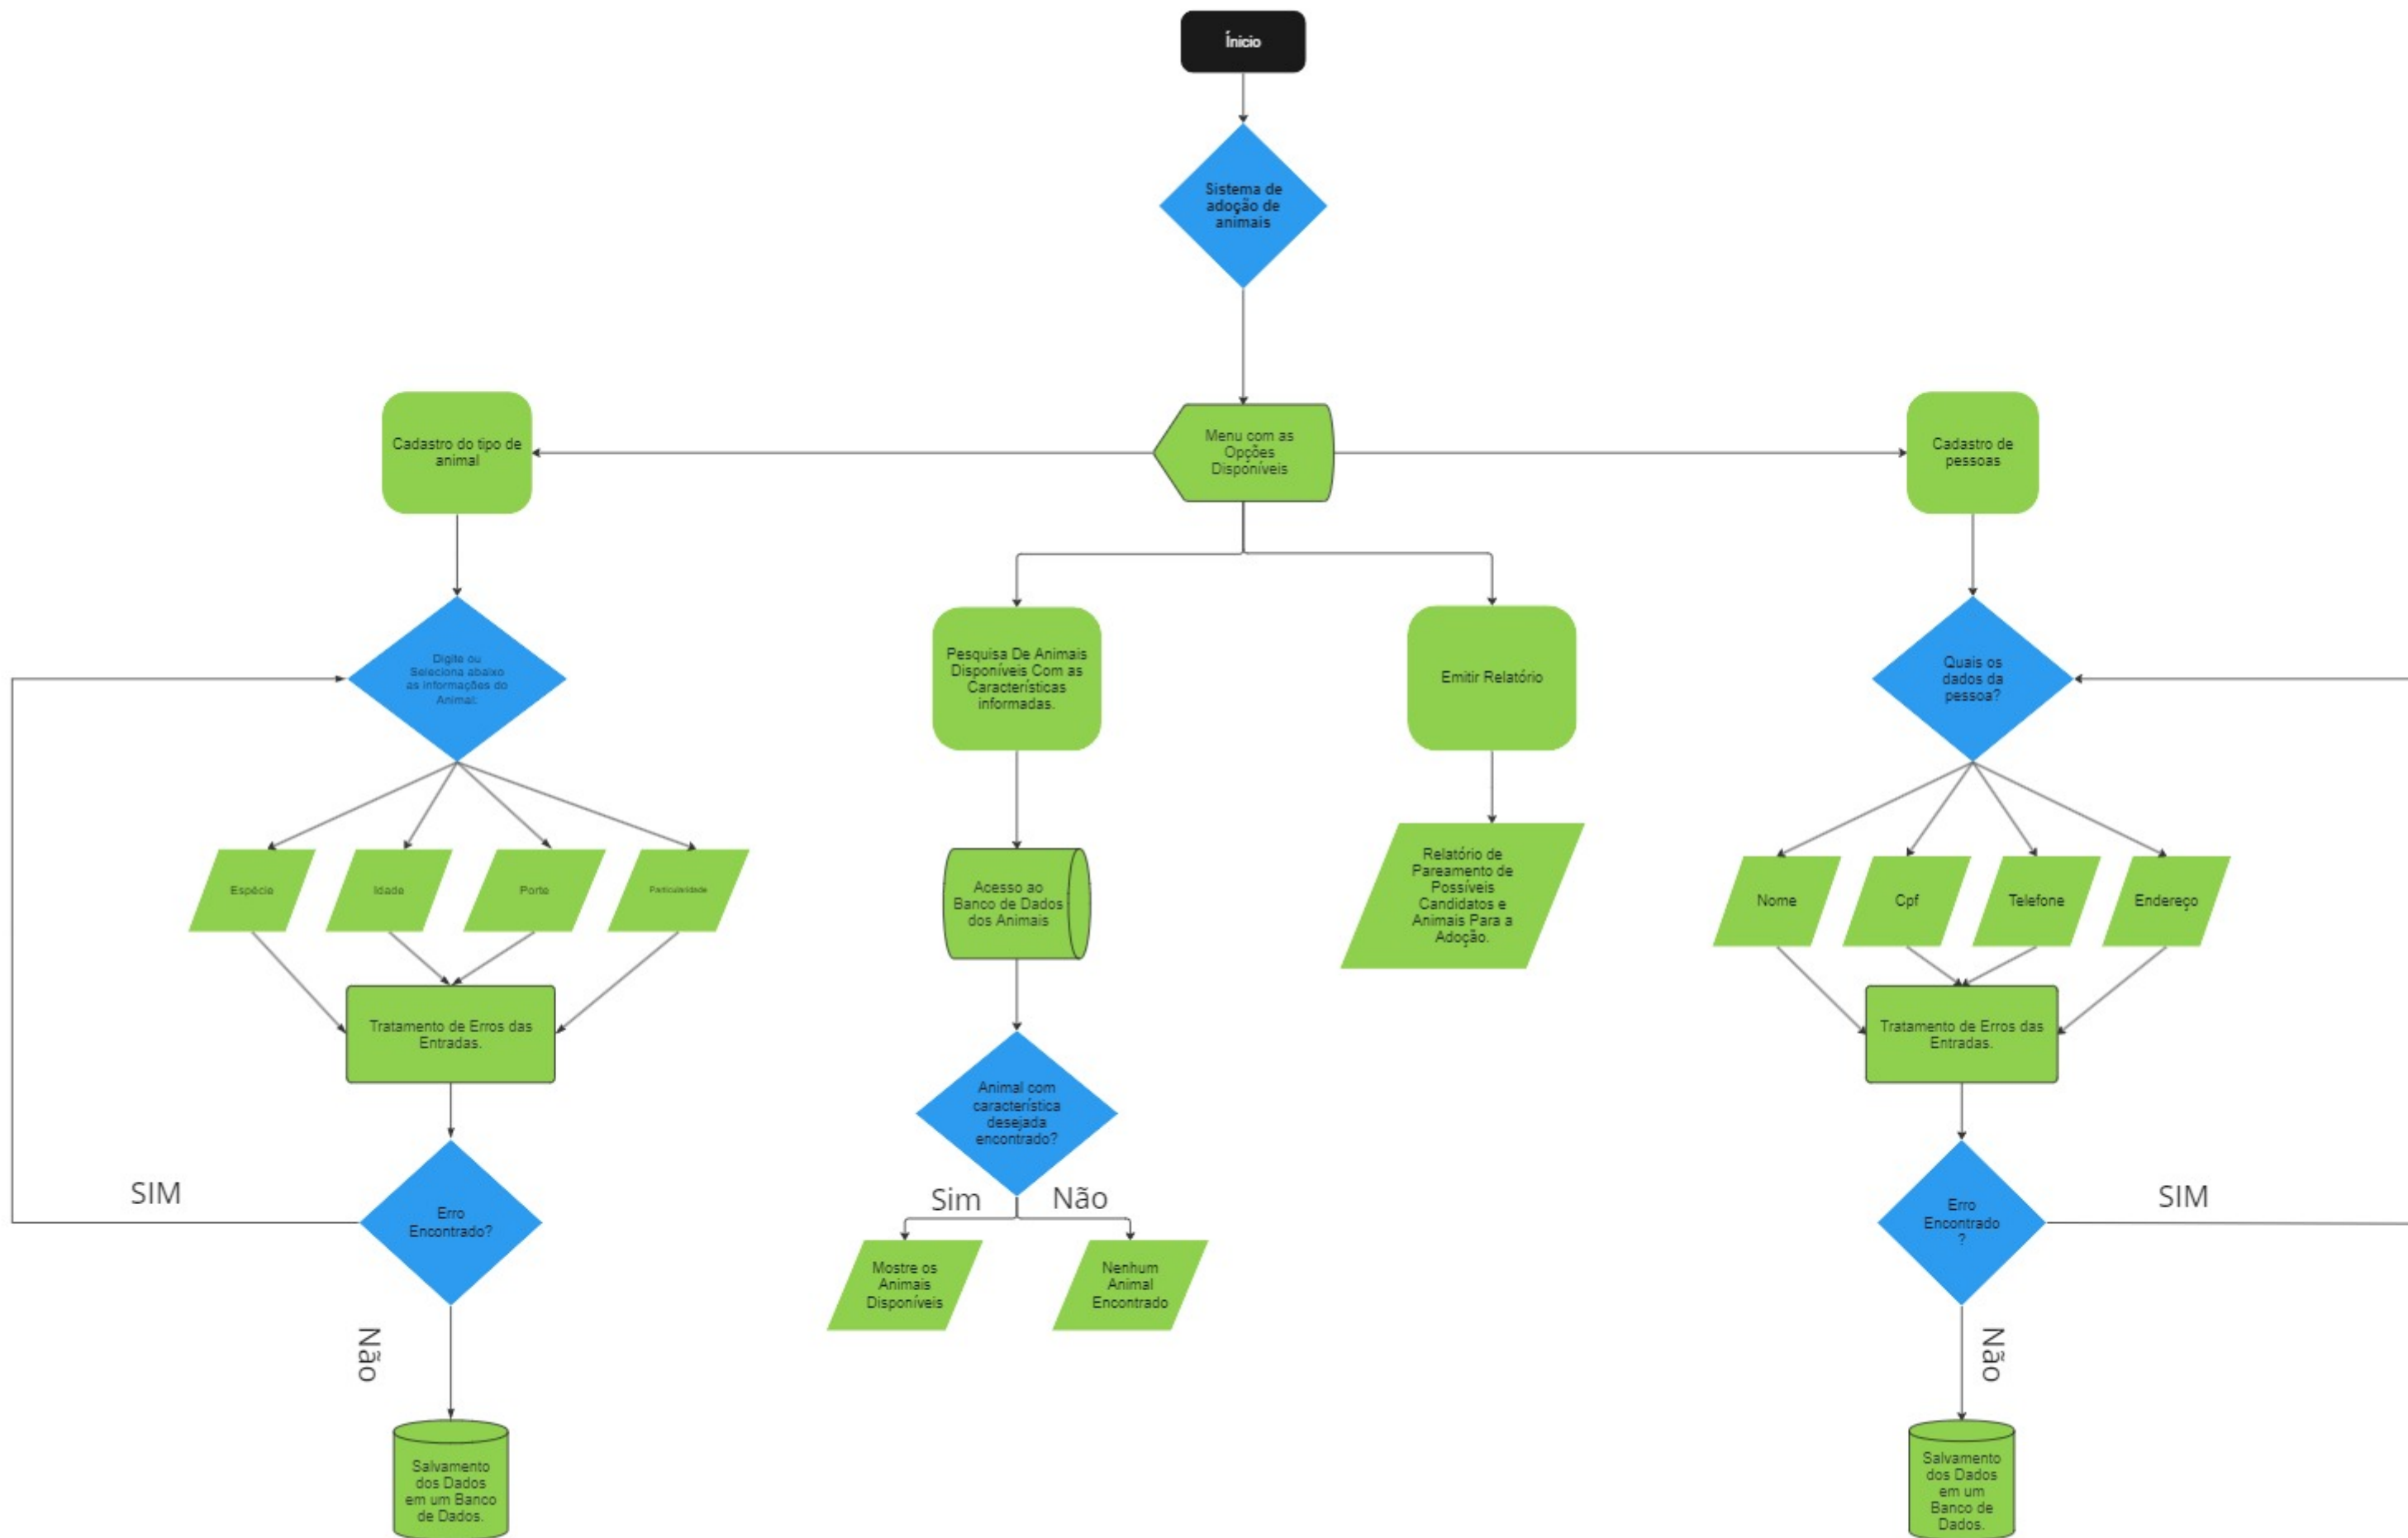 Ínicio
Sistema de
adoção de
animais
Cadastro do tipo de
animal
Menu com as
Opções
Disponíveis
Cadastro de
pessoas
Digite ou
Seleciona abaixo
as informações do
Animal:
Pesquisa De Animais
Disponíveis Com as
Características
informadas.
Emitir Relatório
Quais os
dados da
pessoa?
Espécie
Idade
Porte
Particularidade
Acesso ao
Banco de Dados
dos Animais
Relatório de
Pareamento de
Possíveis
Candidatos e
Animais Para a
Adoção.
Nome
Cpf
Telefone
Endereço
Tratamento de Erros das
Entradas.
Tratamento de Erros das
Entradas.
Animal com
característica
desejada
encontrado?
SIM
Erro
Encontrado?
Sim
Não
Erro
Encontrado
?
SIM
Mostre os
Animais
Disponíveis
Nenhum
Animal
Encontrado
Não
Não
Salvamento
dos Dados
em um Banco
de Dados.
Salvamento
dos Dados
em um
Banco de
Dados.